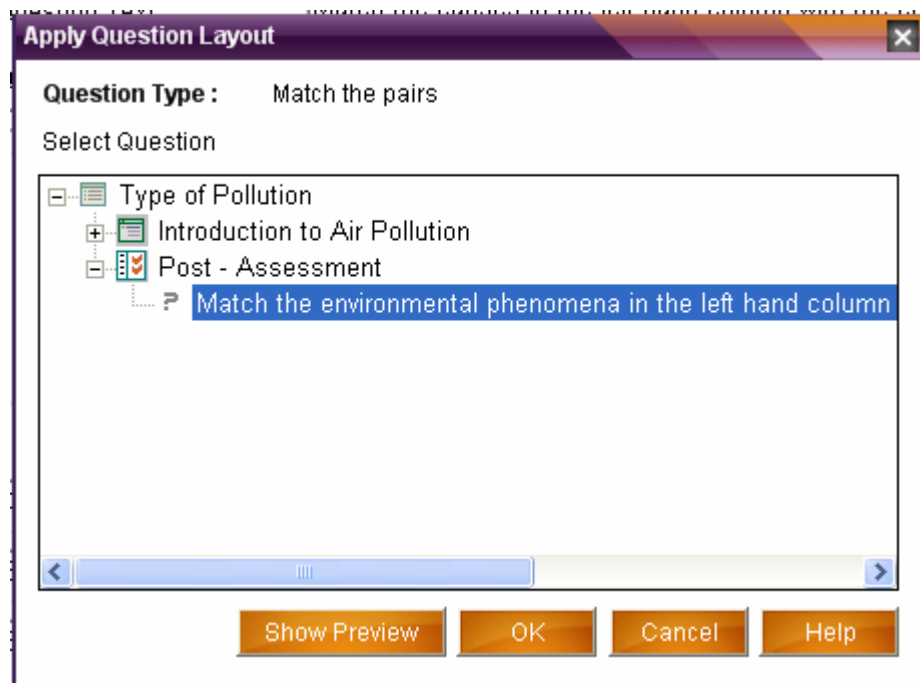 Apply Question Layout
Question Type : Match the pairs
Select Question
Type of Pollution
Introduction to Air Pollution
Post - Assessment
Match the environmental phenomena in the left hand column
Show Preview OK Cancel Help